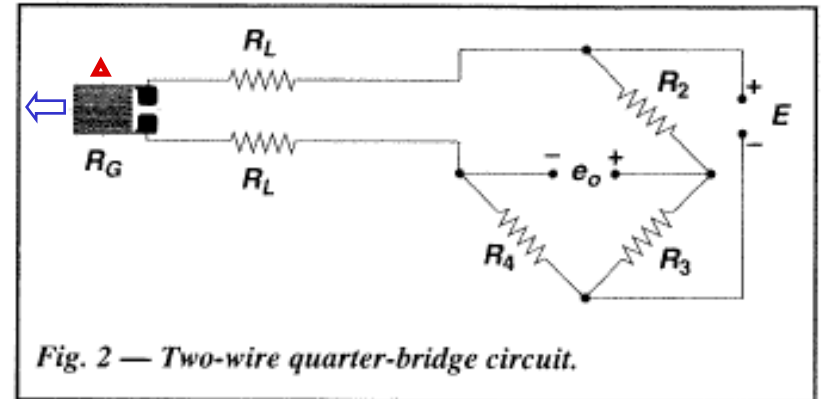 R_L
R_2
+
E
−
R_G
R_L
− e_o +
R_4
R_3
Fig. 2 — Two-wire quarter-bridge circuit.